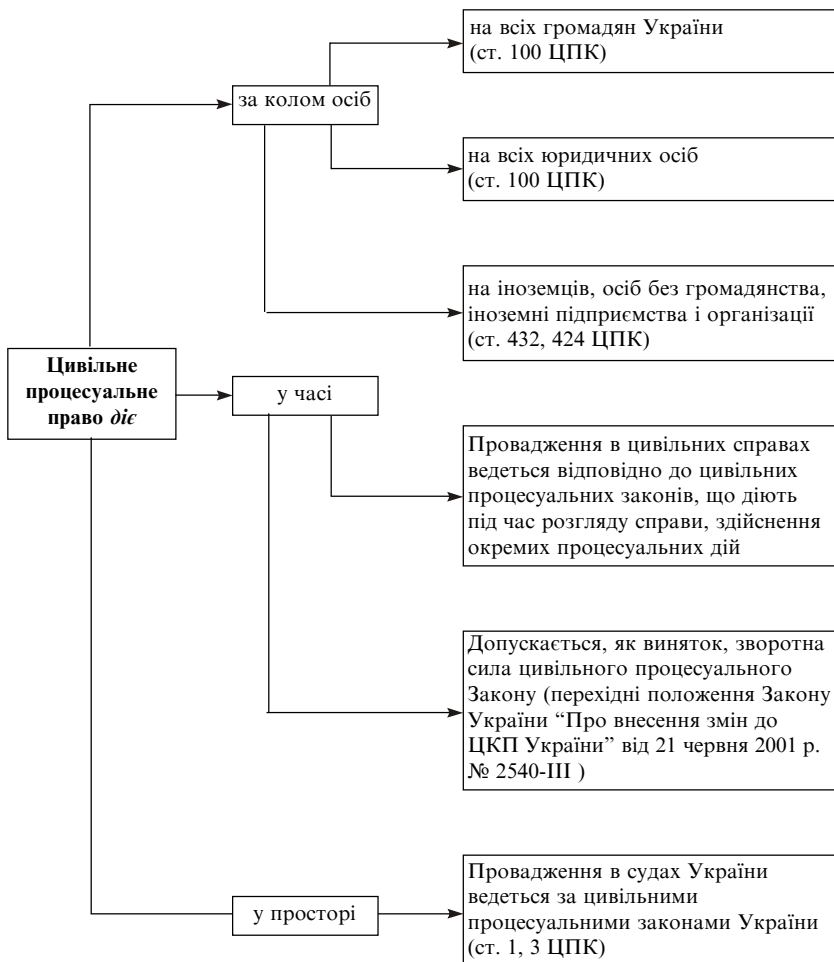 на всіх громадян України
(ст. 100 ЦПК)
за колом осіб
на всіх юридичних осіб
(ст. 100 ЦПК)
на іноземців, осіб без громадянства,
іноземні підприємства і організації
(ст. 432, 424 ЦПК)
Цивільне
процесуальне
право діє
у часі
Провадження в цивільних справах
ведеться відповідно до цивільних
процесуальних законів, що діють
під час розгляду справи, здійснення
окремих процесуальних дій
Допускається, як виняток, зворотна
сила цивільного процесуального
Закону (перехідні положення Закону
України “Про внесення змін до
ЦКП України” від 21 червня 2001 р.
№ 2540-III )
у просторі
Провадження в судах України
ведеться за цивільними
процесуальними законами України
(ст. 1, 3 ЦПК)